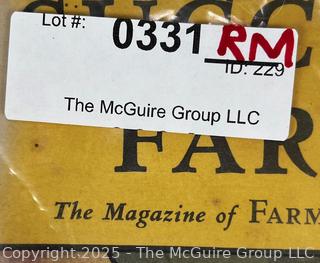 Lot #: 0331 RM
ID: 229
The McGuire Group LLC
FAR
The Magazine of FARM
Copyright 2025 - The McGuire Group LLC